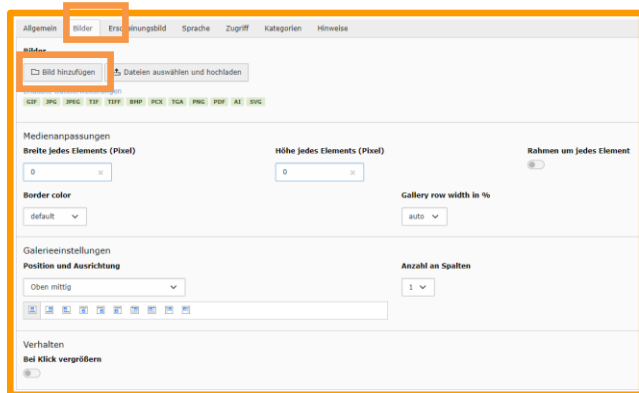 Allgemein Bilder Erscheinungsbild Sprache Zugriff Kategorien Hinweise
Bilder
Bild hinzufügen Dateien auswählen und hochladen
GIF JPG JPEG TIF TIFF BMP PCX TGA PNG PDF AI SVG
Medienanpassungen
Breite jedes Elements (Pixel) Höhe jedes Elements (Pixel) Rahmen um jedes Element
0 × 0 ×
Border color Gallery row width in %
default auto
Galerieeinstellungen
Position und Ausrichtung Anzahl an Spalten
Oben mittig 1
Verhalten
Bei Klick vergrößern